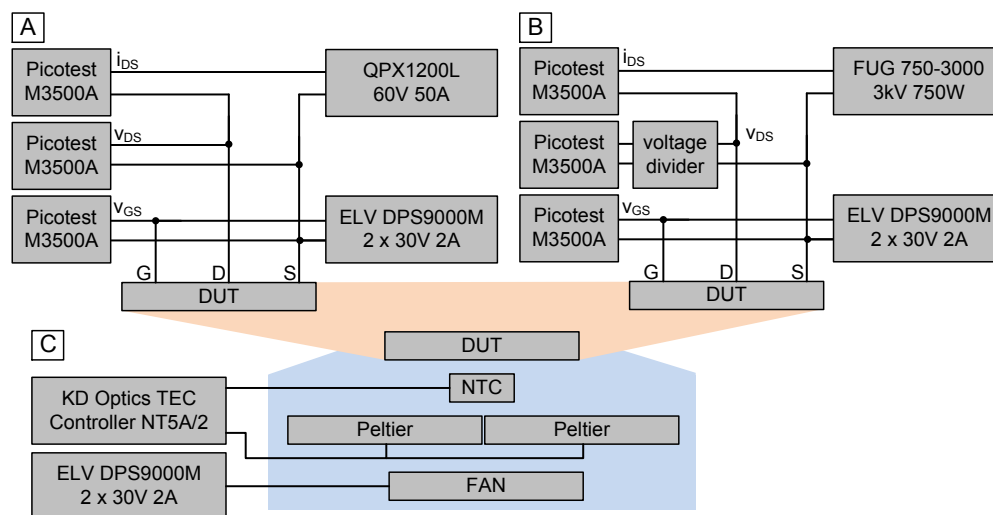 A
Picotest
M3500A
iDS
QPX1200L
60V 50A
Picotest
M3500A
vDS
Picotest
M3500A
vGS
ELV DPS9000M
2 x 30V 2A
G D S
DUT
B
Picotest
M3500A
iDS
FUG 750-3000
3kV 750W
Picotest
M3500A
voltage
divider
vDS
Picotest
M3500A
vGS
ELV DPS9000M
2 x 30V 2A
G D S
DUT
C
DUT
KD Optics TEC
Controller NT5A/2
NTC
Peltier
Peltier
ELV DPS9000M
2 x 30V 2A
FAN